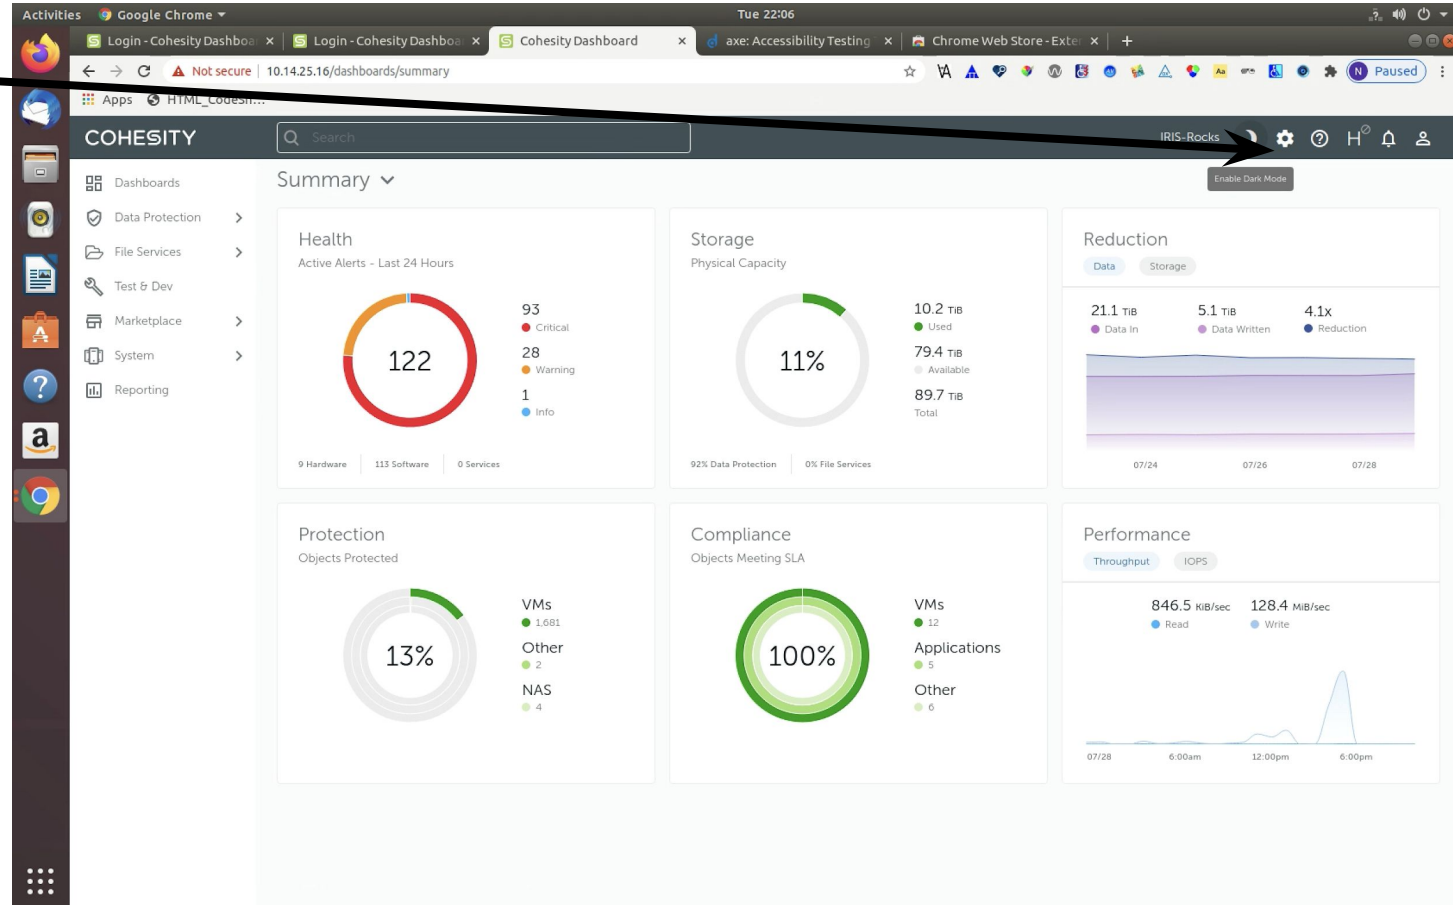 Activities Google Chrome ▾ Tue 22:06
Login - Cohesity Dashboa × Login - Cohesity Dashboa × Cohesity Dashboard × axe: Accessibility Testing × Chrome Web Store - Exte × +
Not secure | 10.14.25.16/dashboards/summary Paused
Apps HTML_CodeSn...
COHESITY Search IRIS-Rocks
Enable Dark Mode
Dashboards
Data Protection
File Services
Test & Dev
Marketplace
System
Reporting
Summary
Health
Active Alerts - Last 24 Hours
122
93
Critical
28
Warning
1
Info
9 Hardware 113 Software 0 Services
Storage
Physical Capacity
11%
10.2 TiB
Used
79.4 TiB
Available
89.7 TiB
Total
92% Data Protection 0% File Services
Reduction
Data Storage
21.1 TiB 5.1 TiB 4.1x
Data In Data Written Reduction
07/24 07/26 07/28
Protection
Objects Protected
13%
VMs
1,681
Other
2
NAS
4
Compliance
Objects Meeting SLA
100%
VMs
12
Applications
5
Other
6
Performance
Throughput IOPS
846.5 KiB/sec 128.4 MiB/sec
Read Write
07/28 6:00am 12:00pm 6:00pm